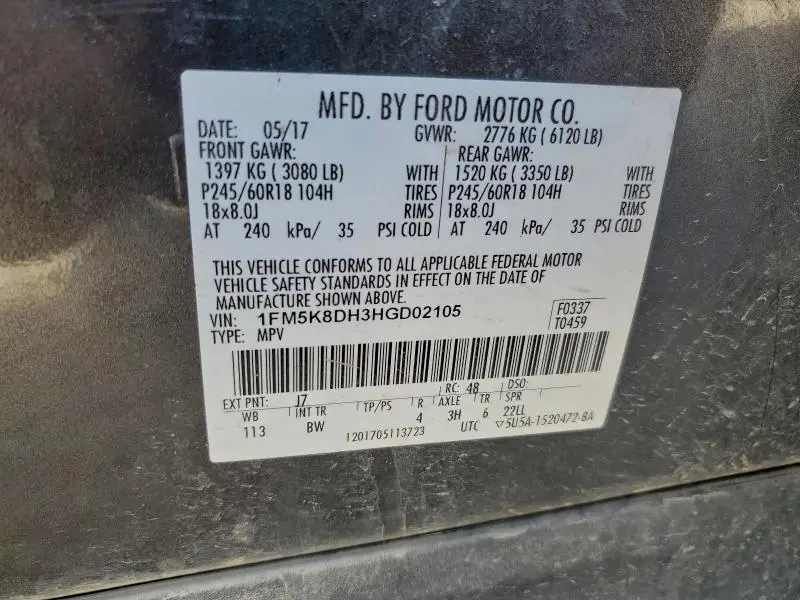 MFD. BY FORD MOTOR CO.
DATE: 05/17 GVWR: 2776 KG ( 6120 LB)
FRONT GAWR: REAR GAWR:
1397 KG ( 3080 LB) WITH 1520 KG ( 3350 LB) WITH
P245/60R18 104H TIRES P245/60R18 104H TIRES
18x8.0J RIMS 18x8.0J RIMS
AT 240 kPa/ 35 PSI COLD AT 240 kPa/ 35 PSI COLD
THIS VEHICLE CONFORMS TO ALL APPLICABLE FEDERAL MOTOR
VEHICLE SAFETY STANDARDS IN EFFECT ON THE DATE OF
MANUFACTURE SHOWN ABOVE.
VIN: 1FM5K8DH3HGD02105 F0337
TYPE: MPV T0459
EXT PNT: J7 RC: 48 DSO:
WB INT TR TP/PS R AXLE TR SPR
113 BW 4 3H 6 22LL
1201705113723 UTC ▽5U5A-1520472-BA